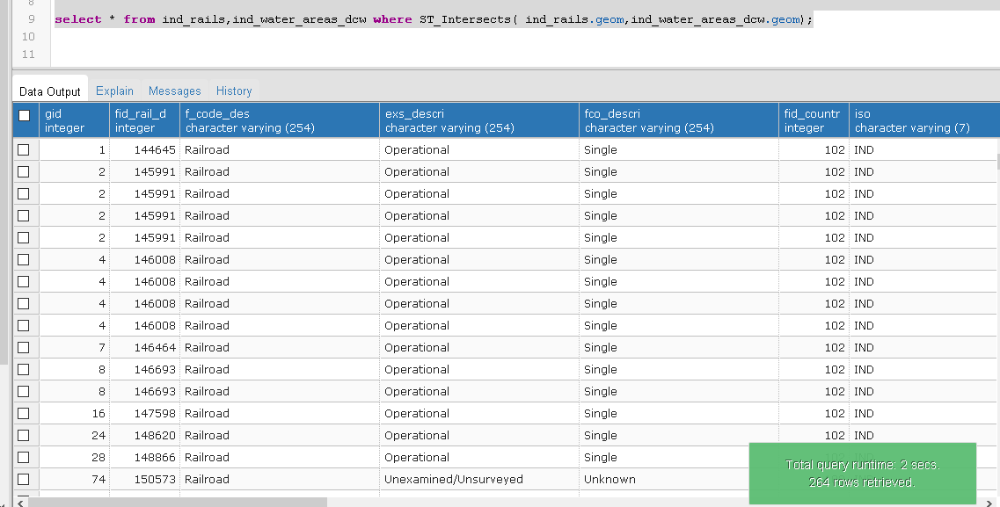 8
9 select * from ind_rails,ind_water_areas_dcw where ST_Intersects( ind_rails.geom,ind_water_areas_dcw.geom);
10
11
Data Output Explain Messages History
gid fid_rail_d f_code_des exs_descri fco_descri fid_countr iso
integer integer character varying (254) character varying (254) character varying (254) integer character varying (7)
1 144645 Railroad Operational Single 102 IND
2 145991 Railroad Operational Single 102 IND
2 145991 Railroad Operational Single 102 IND
2 145991 Railroad Operational Single 102 IND
2 145991 Railroad Operational Single 102 IND
4 146008 Railroad Operational Single 102 IND
4 146008 Railroad Operational Single 102 IND
4 146008 Railroad Operational Single 102 IND
4 146008 Railroad Operational Single 102 IND
7 146464 Railroad Operational Single 102 IND
8 146693 Railroad Operational Single 102 IND
8 146693 Railroad Operational Single 102 IND
16 147598 Railroad Operational Single 102 IND
24 148620 Railroad Operational Single 102 IND
28 148866 Railroad Operational Single
74 150573 Railroad Unexamined/Unsurveyed Unknown
Total query runtime: 2 secs.
264 rows retrieved.